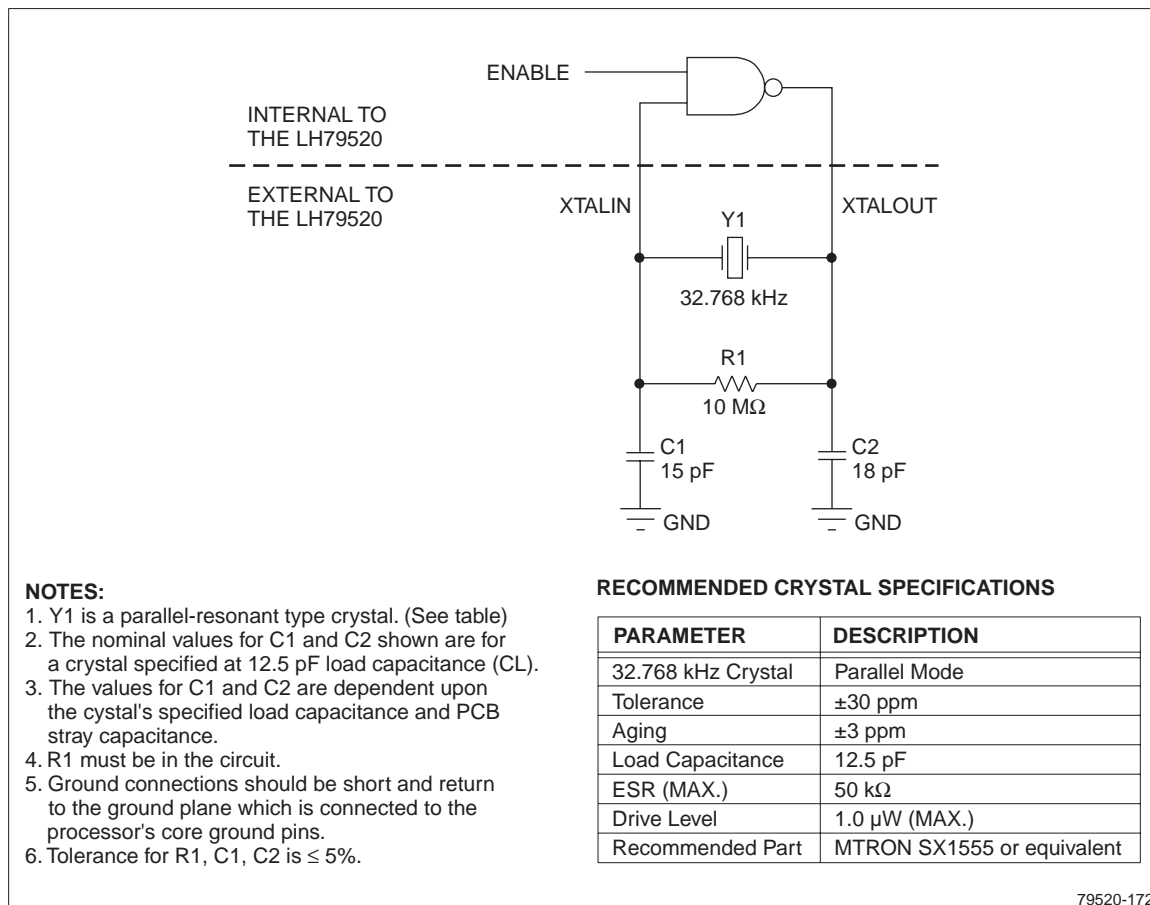 ENABLE
INTERNAL TO
THE LH79520
EXTERNAL TO
THE LH79520
XTALIN
XTALOUT
Y1
32.768 kHz
R1
10 MΩ
C1
15 pF
C2
18 pF
GND
GND
NOTES:
1. Y1 is a parallel-resonant type crystal. (See table)
2. The nominal values for C1 and C2 shown are for
a crystal specified at 12.5 pF load capacitance (CL).
3. The values for C1 and C2 are dependent upon
the cystal's specified load capacitance and PCB
stray capacitance.
4. R1 must be in the circuit.
5. Ground connections should be short and return
to the ground plane which is connected to the
processor's core ground pins.
6. Tolerance for R1, C1, C2 is ≤ 5%.
RECOMMENDED CRYSTAL SPECIFICATIONS
PARAMETER DESCRIPTION
32.768 kHz Crystal Parallel Mode
Tolerance ±30 ppm
Aging ±3 ppm
Load Capacitance 12.5 pF
ESR (MAX.) 50 kΩ
Drive Level 1.0 µW (MAX.)
Recommended Part MTRON SX1555 or equivalent
79520-172